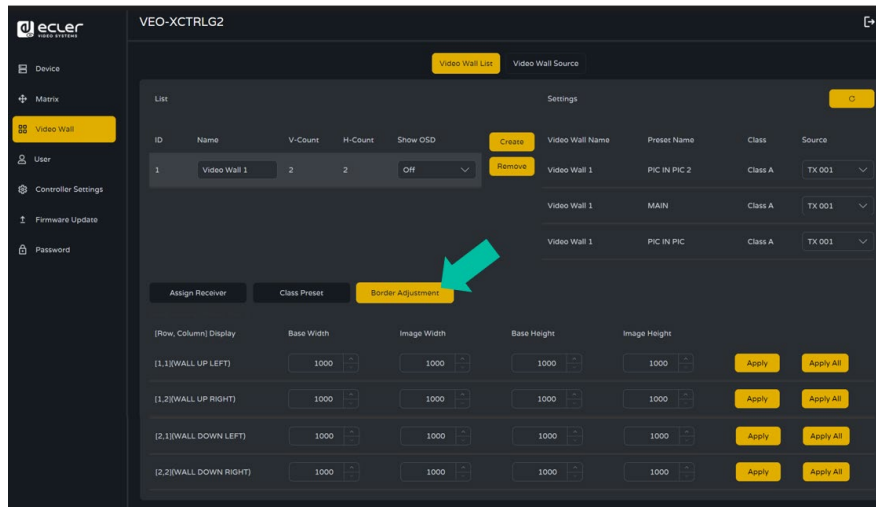 ecler
VIDEO SYSTEMS
VEO-XCTRLG2
Device
Matrix
Video Wall
User
Controller Settings
Firmware Update
Password
Video Wall List Video Wall Source
List
ID Name V-Count H-Count Show OSD
1 Video Wall 1 2 2 Off
Create
Remove
Settings
Video Wall Name Preset Name Class Source
Video Wall 1 PIC IN PIC 2 Class A TX 001
Video Wall 1 MAIN Class A TX 001
Video Wall 1 PIC IN PIC Class A TX 001
Assign Receiver Class Preset Border Adjustment
[Row, Column] Display Base Width Image Width Base Height Image Height
[1,1](WALL UP LEFT) 1000 1000 1000 1000 Apply Apply All
[1,2](WALL UP RIGHT) 1000 1000 1000 1000 Apply Apply All
[2,1](WALL DOWN LEFT) 1000 1000 1000 1000 Apply Apply All
[2,2](WALL DOWN RIGHT) 1000 1000 1000 1000 Apply Apply All